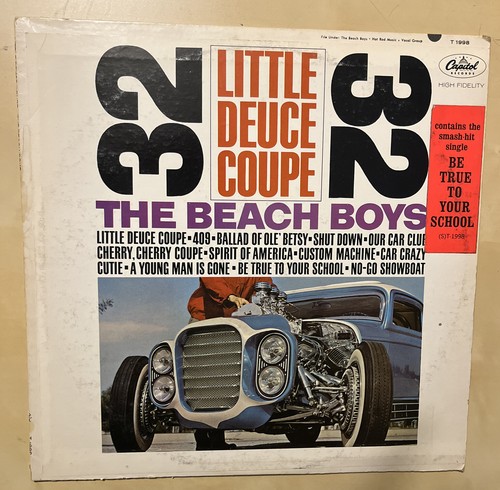 File Under: The Beach Boys • Hot Rod Music • Vocal Group
T 1998
Capitol
RECORDS
HIGH FIDELITY
32
LITTLE
DEUCE
COUPE
32
THE BEACH BOYS
LITTLE DEUCE COUPE▪409▪BALLAD OF OLE' BETSY▪SHUT DOWN▪OUR CAR CLUB
CHERRY, CHERRY COUPE▪SPIRIT OF AMERICA▪CUSTOM MACHINE▪CAR CRAZY
CUTIE▪A YOUNG MAN IS GONE▪BE TRUE TO YOUR SCHOOL▪NO-GO SHOWBOAT
contains the
smash-hit
single
BE
TRUE
TO
YOUR
SCHOOL
(S)T-1998